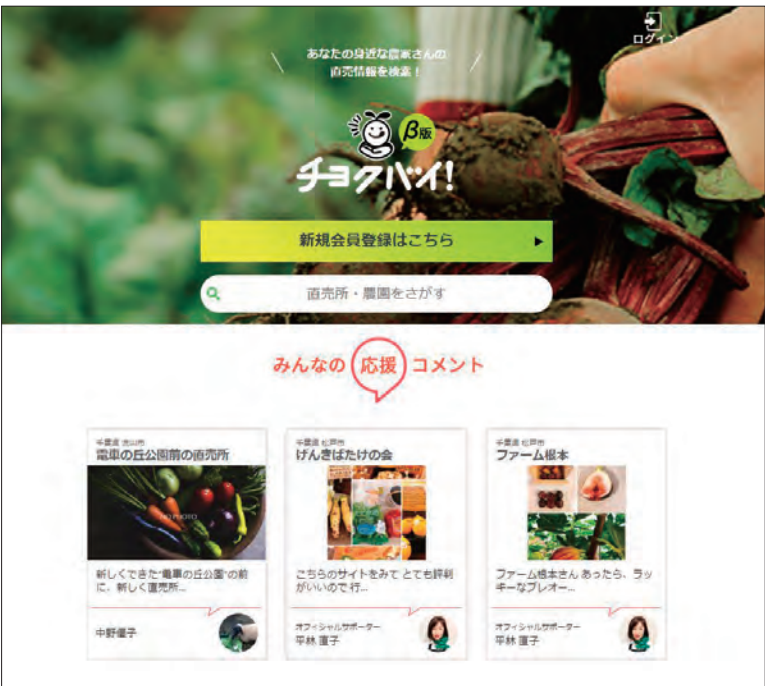 ログイン
あなたの身近な農家さんの
直売情報を検索！
β版
チョクバイ！
新規会員登録はこちら
直売所・農園をさがす
みんなの 応援 コメント
千葉県 流山市
電車の丘公園前の直売所
NO PHOTO
新しくできた"電車の丘公園"の前
に、新しく直売所...
中野優子
千葉県 松戸市
げんきばたけの会
こちらのサイトをみて とても評判
がいいので 行...
オフィシャルサポーター
平林 直子
千葉県 松戸市
ファーム根本
ファーム根本さん あったら、ラッ
キーなプレオー...
オフィシャルサポーター
平林 直子